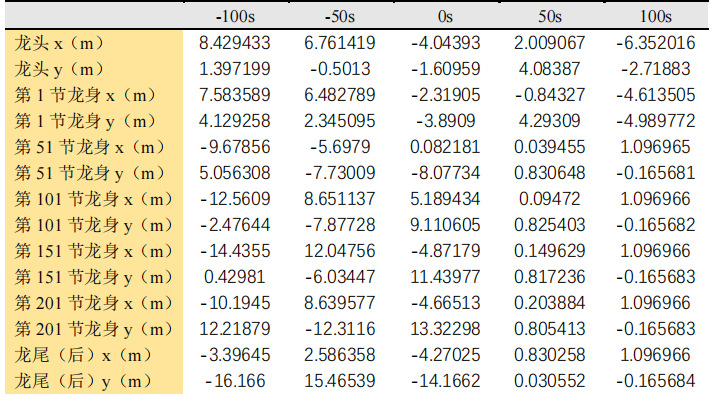 -100s -50s 0s 50s 100s
龙头 x（m） 8.429433 6.761419 -4.04393 2.009067 -6.352016
龙头 y（m） 1.397199 -0.5013 -1.60959 4.08387 -2.71883
第 1 节龙身 x（m） 7.583589 6.482789 -2.31905 -0.84327 -4.613505
第 1 节龙身 y（m） 4.129258 2.345095 -3.8909 4.29309 -4.989772
第 51 节龙身 x（m） -9.67856 -5.6979 0.082181 0.039455 1.096965
第 51 节龙身 y（m） 5.056308 -7.73009 -8.07734 0.830648 -0.165681
第 101 节龙身 x（m） -12.5609 8.651137 5.189434 0.09472 1.096966
第 101 节龙身 y（m） -2.47644 -7.87728 9.110605 0.825403 -0.165682
第 151 节龙身 x（m） -14.4355 12.04756 -4.87179 0.149629 1.096966
第 151 节龙身 y（m） 0.42981 -6.03447 11.43977 0.817236 -0.165683
第 201 节龙身 x（m） -10.1945 8.639577 -4.66513 0.203884 1.096966
第 201 节龙身 y（m） 12.21879 -12.3116 13.32298 0.805413 -0.165683
龙尾（后）x（m） -3.39645 2.586358 -4.27025 0.830258 1.096966
龙尾（后）y（m） -16.166 15.46539 -14.1662 0.030552 -0.165684